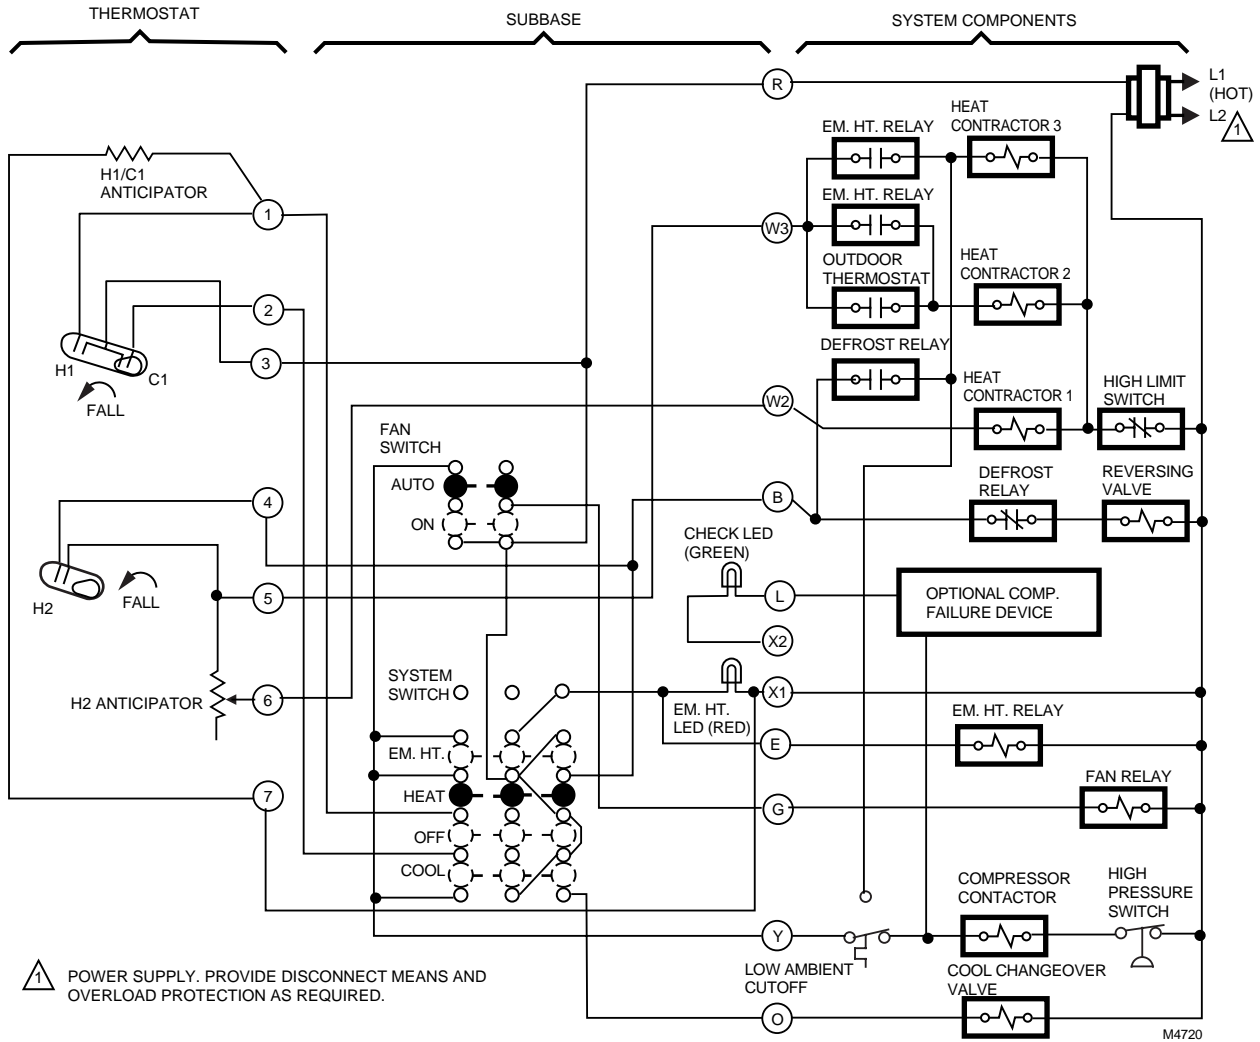 THERMOSTAT
SUBBASE
SYSTEM COMPONENTS
R
L1
(HOT)
L2
1
HEAT
CONTRACTOR 3
EM. HT. RELAY
H1/C1
ANTICIPATOR
EM. HT. RELAY
1
W3
OUTDOOR
THERMOSTAT
HEAT
CONTRACTOR 2
2
DEFROST RELAY
3
H1
C1
FALL
HEAT
CONTRACTOR 1
HIGH LIMIT
SWITCH
W2
FAN
SWITCH
AUTO
ON
DEFROST
RELAY
REVERSING
VALVE
4
B
CHECK LED
(GREEN)
H2
FALL
5
L
OPTIONAL COMP.
FAILURE DEVICE
X2
SYSTEM
SWITCH
H2 ANTICIPATOR
6
EM. HT.
LED (RED)
X1
EM. HT. RELAY
E
EM. HT.
FAN RELAY
7
HEAT
G
OFF
COOL
COMPRESSOR
CONTACTOR
HIGH
PRESSURE
SWITCH
Y
LOW AMBIENT
CUTOFF
COOL CHANGEOVER
VALVE
O
1
POWER SUPPLY. PROVIDE DISCONNECT MEANS AND
OVERLOAD PROTECTION AS REQUIRED.
M4720